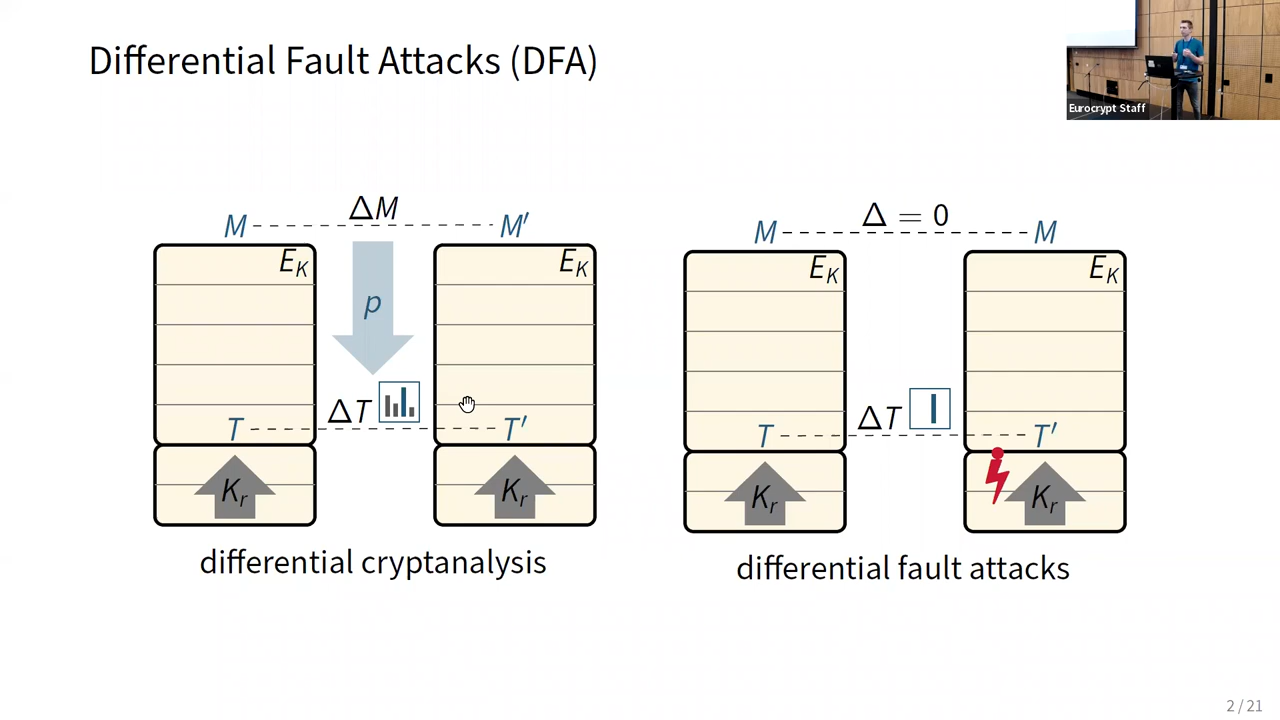 Differential Fault Attacks (DFA)
Eurocrypt Staff
M ΔM M′
E_K E_K
p
ΔT
T T′
K_r K_r
differential cryptanalysis
M Δ = 0 M
E_K E_K
ΔT
T T′
K_r K_r
differential fault attacks
2 / 21